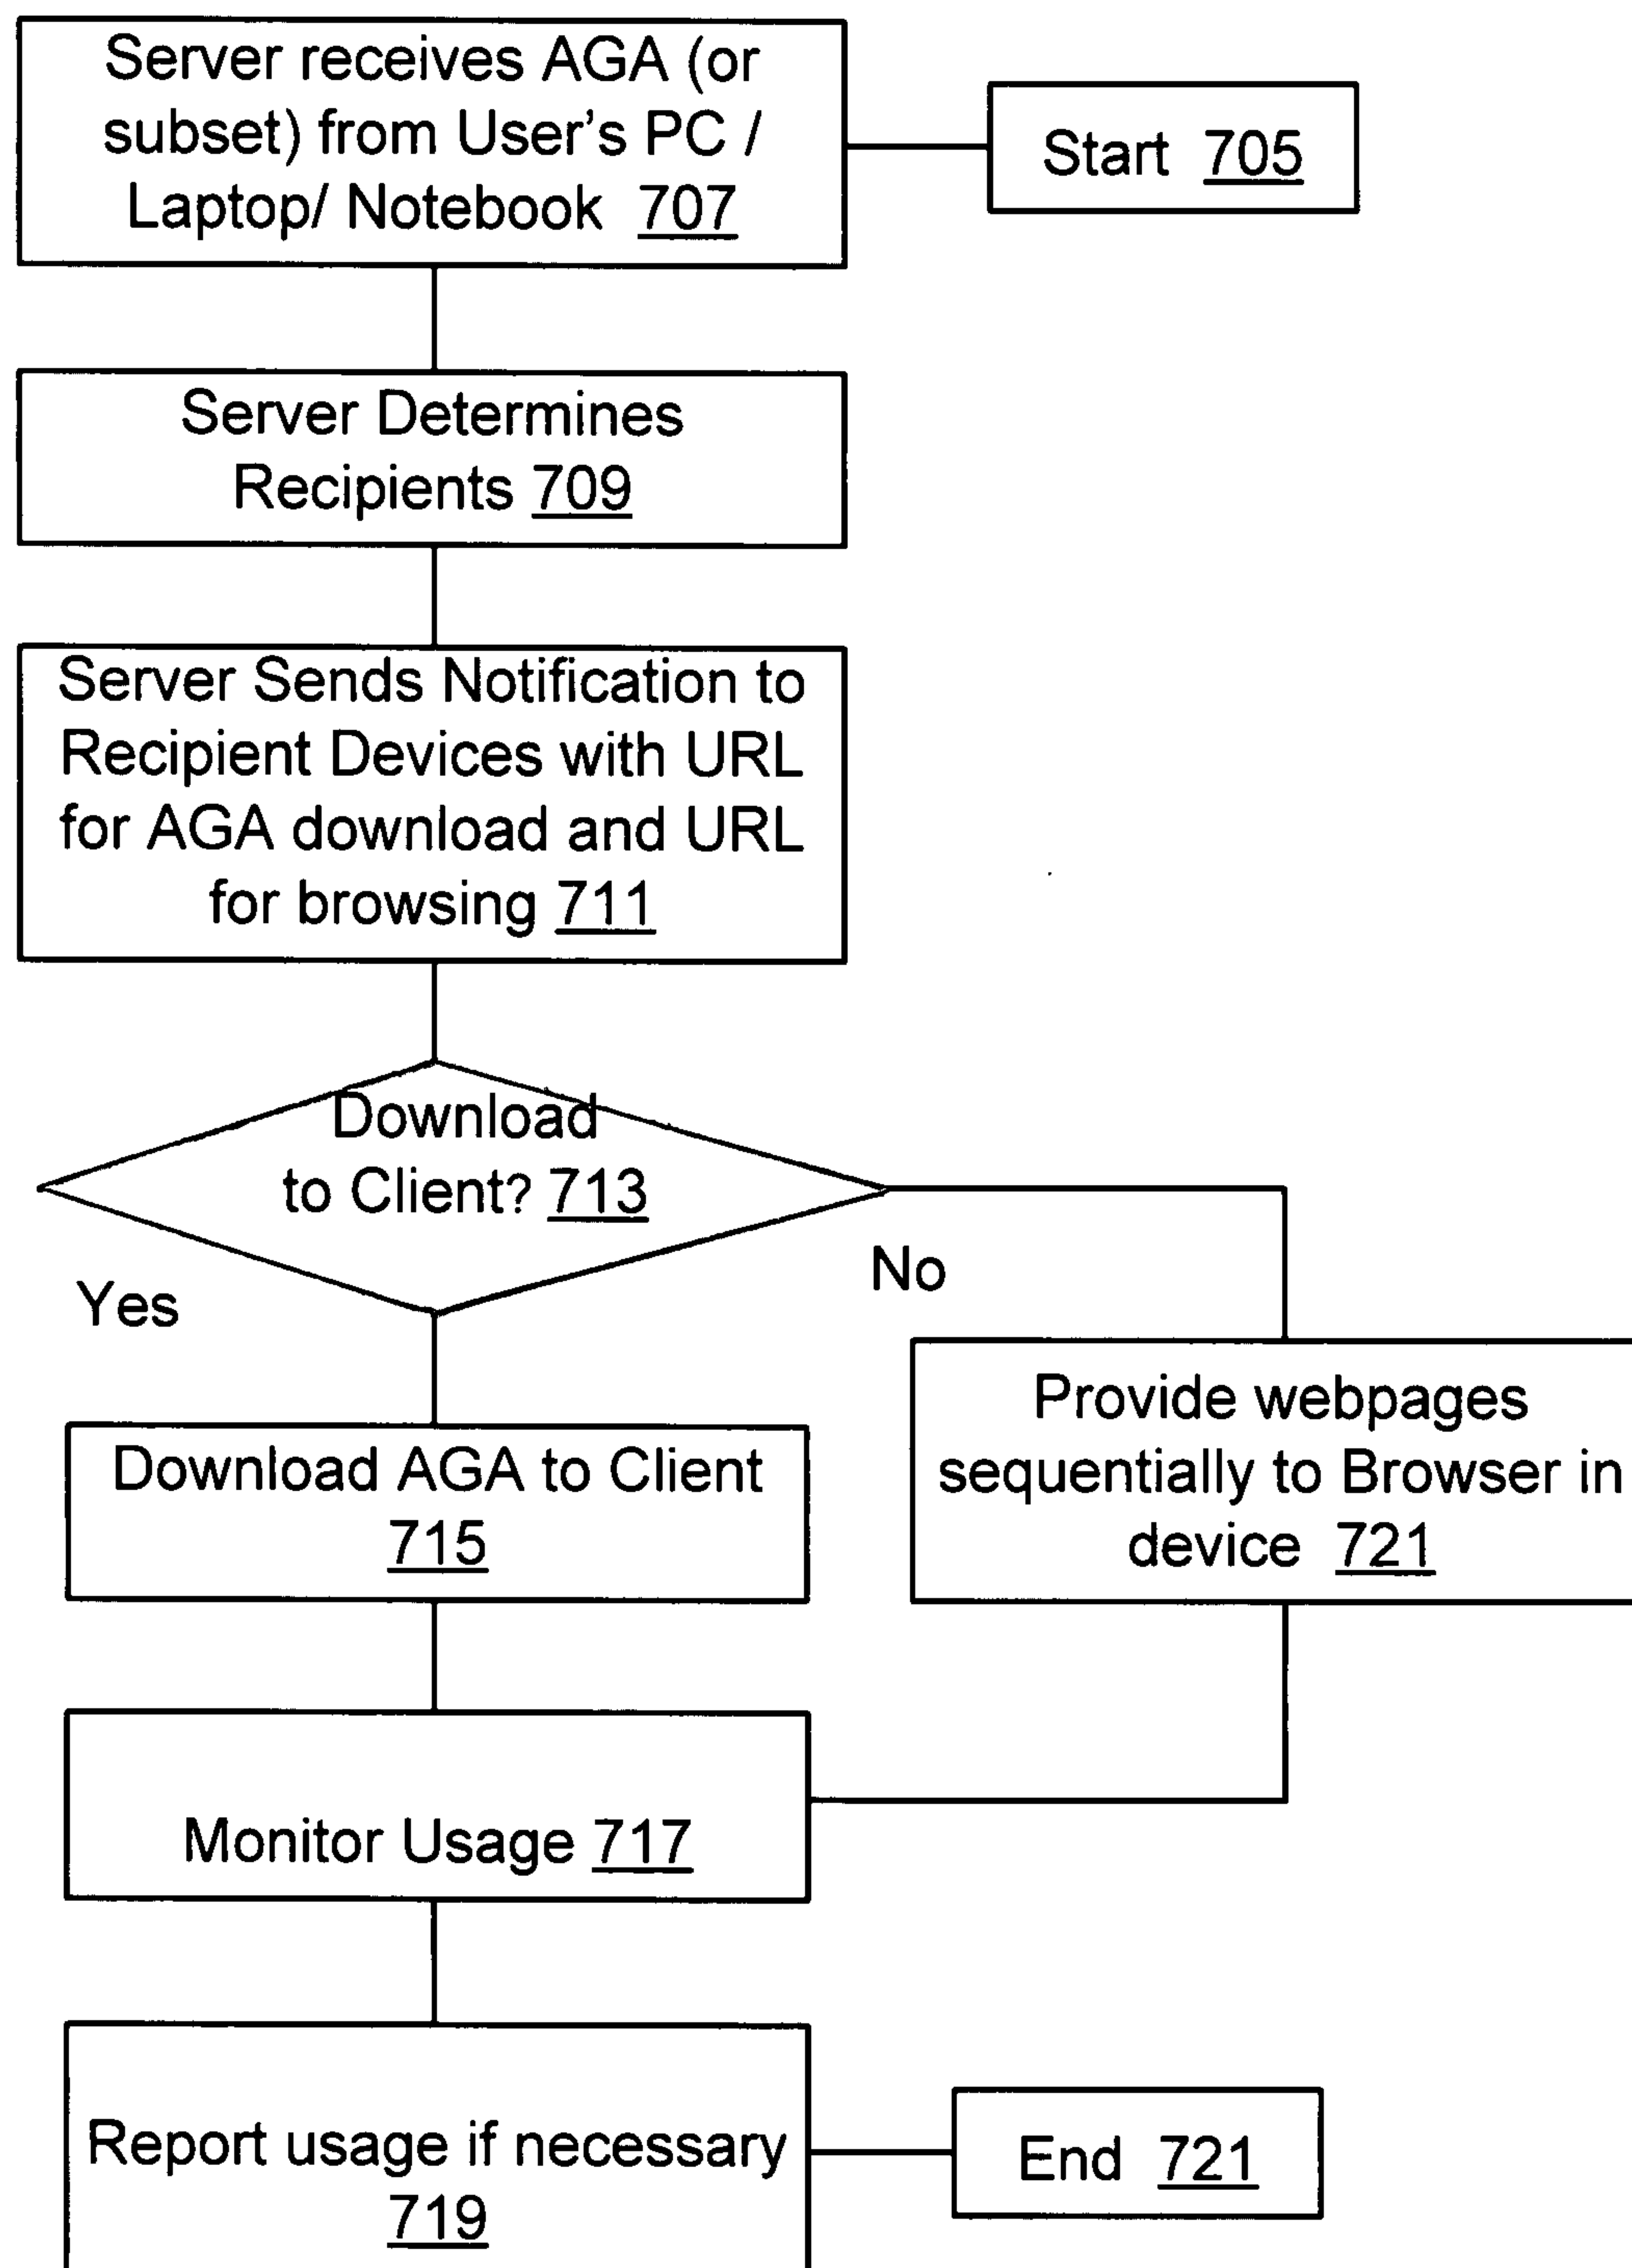 Server receives AGA (or
subset) from User's PC /
Laptop/ Notebook 707
Start 705
Server Determines
Recipients 709
Server Sends Notification to
Recipient Devices with URL
for AGA download and URL
for browsing 711
Download
to Client? 713
No
Yes
Provide webpages
sequentially to Browser in
device 721
Download AGA to Client
715
Monitor Usage 717
Report usage if necessary
719
End 721